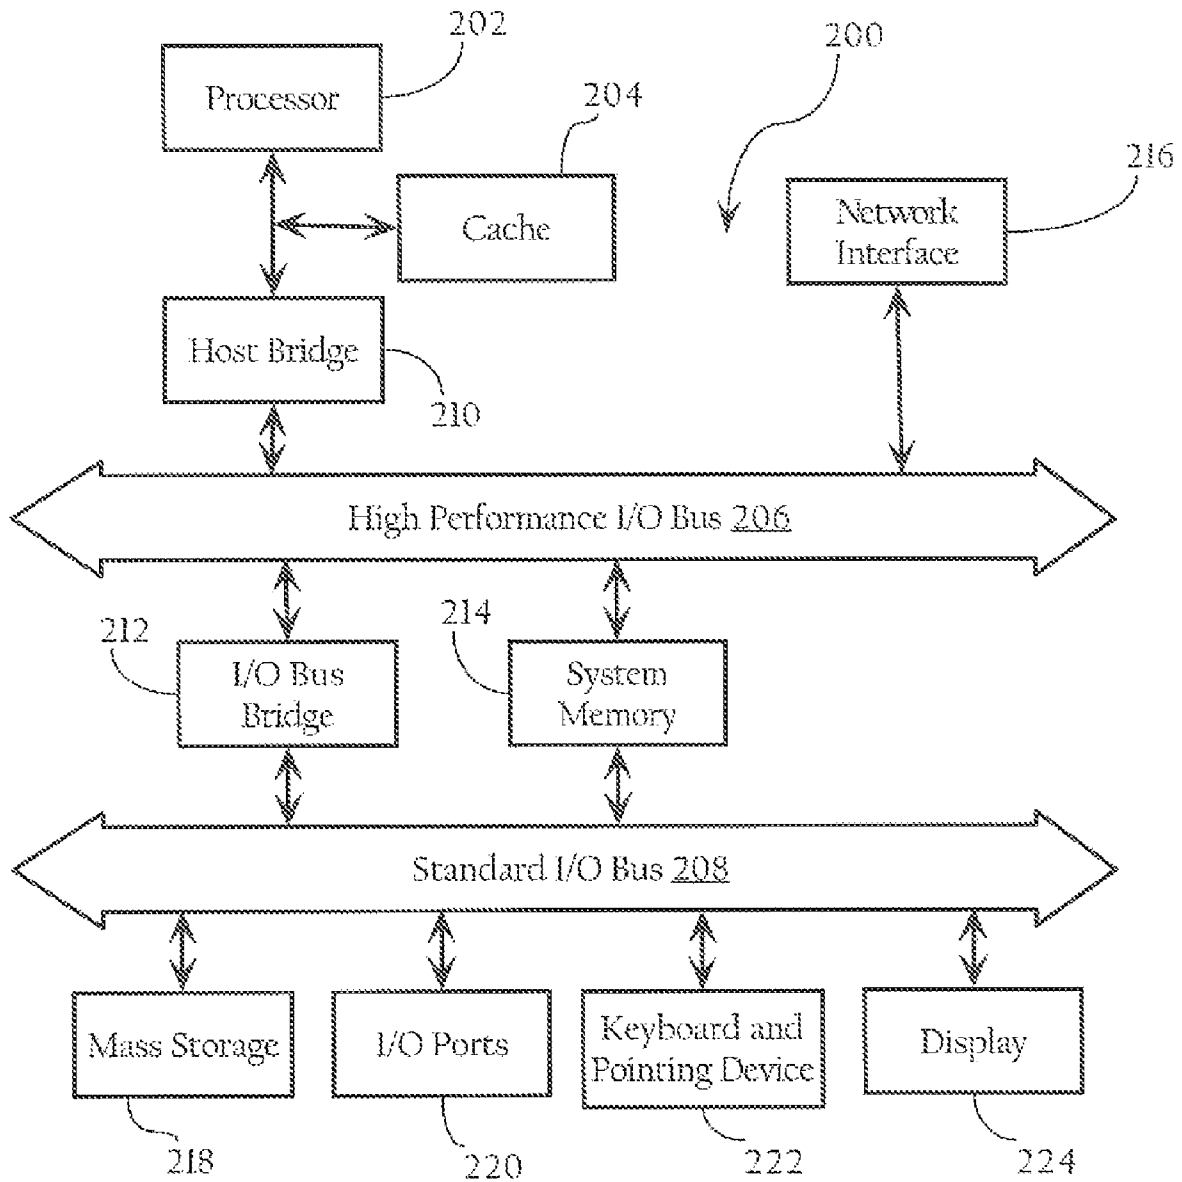 202
200
Processor
204
216
Network
Interface
Cache
Host Bridge
210
High Performance I/O Bus 206
212
214
I/O Bus
Bridge
System
Memory
Standard I/O Bus 208
Mass Storage
I/O Ports
Keyboard and
Pointing Device
Display
218
220
222
224